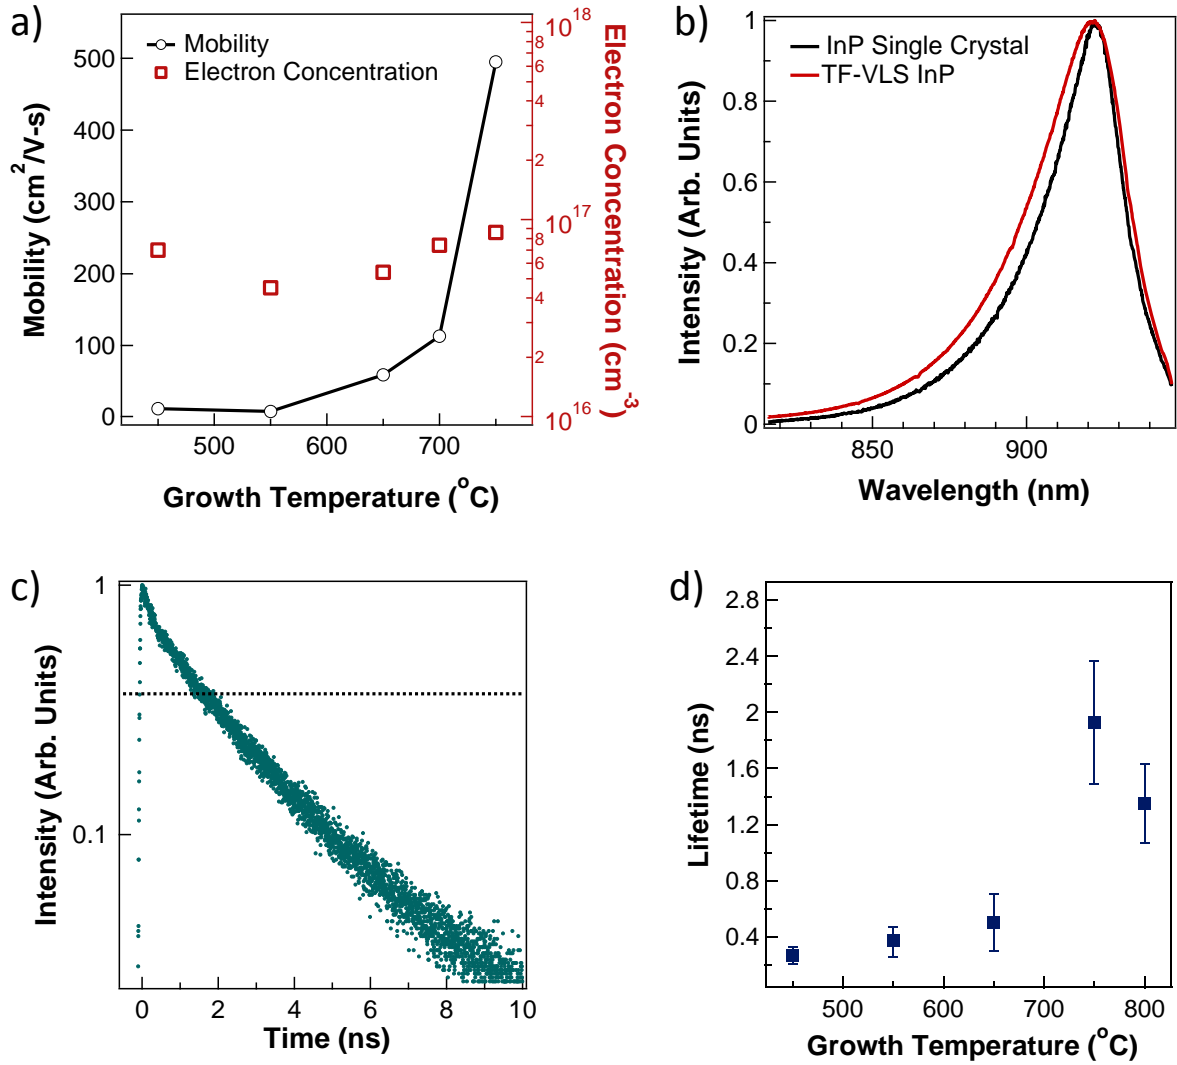 a)
Mobility
Electron Concentration
500
400
300
200
100
0
Mobility (cm2/V-s)
10^18
8
6
4
2
10^17
8
6
4
2
10^16
Electron Concentration (cm-3)
500
600
700
Growth Temperature (oC)
b)
InP Single Crystal
TF-VLS InP
1
0.8
0.6
0.4
0.2
0
Intensity (Arb. Units)
850
900
Wavelength (nm)
c)
1
0.1
Intensity (Arb. Units)
0
2
4
6
8
10
Time (ns)
d)
2.8
2.4
2
1.6
1.2
0.8
0.4
Lifetime (ns)
500
600
700
800
Growth Temperature (oC)